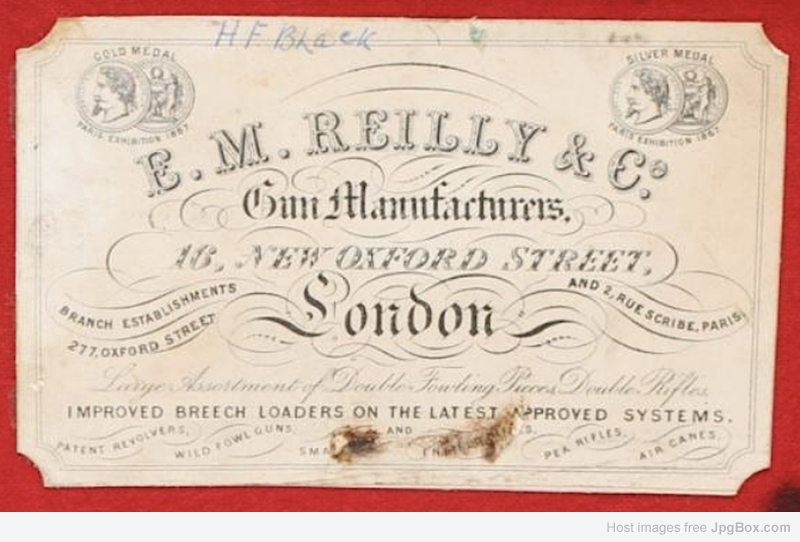 H F Black
GOLD MEDAL
PARIS EXHIBITION 1867
SILVER MEDAL
PARIS EXHIBITION 1867
E. M. REILLY & Co.
Gun Manufacturers,
16, NEW OXFORD STREET,
London
BRANCH ESTABLISHMENTS
277, OXFORD STREET
AND 2, RUE SCRIBE, PARIS,
Large Assortment of Double Fowling Pieces, Double Rifles,
IMPROVED BREECH LOADERS ON THE LATEST APPROVED SYSTEMS.
PATENT REVOLVERS,
WILD FOWL GUNS,
AND
PEA RIFLES,
AIR CANES,
Host images free JpgBox.com